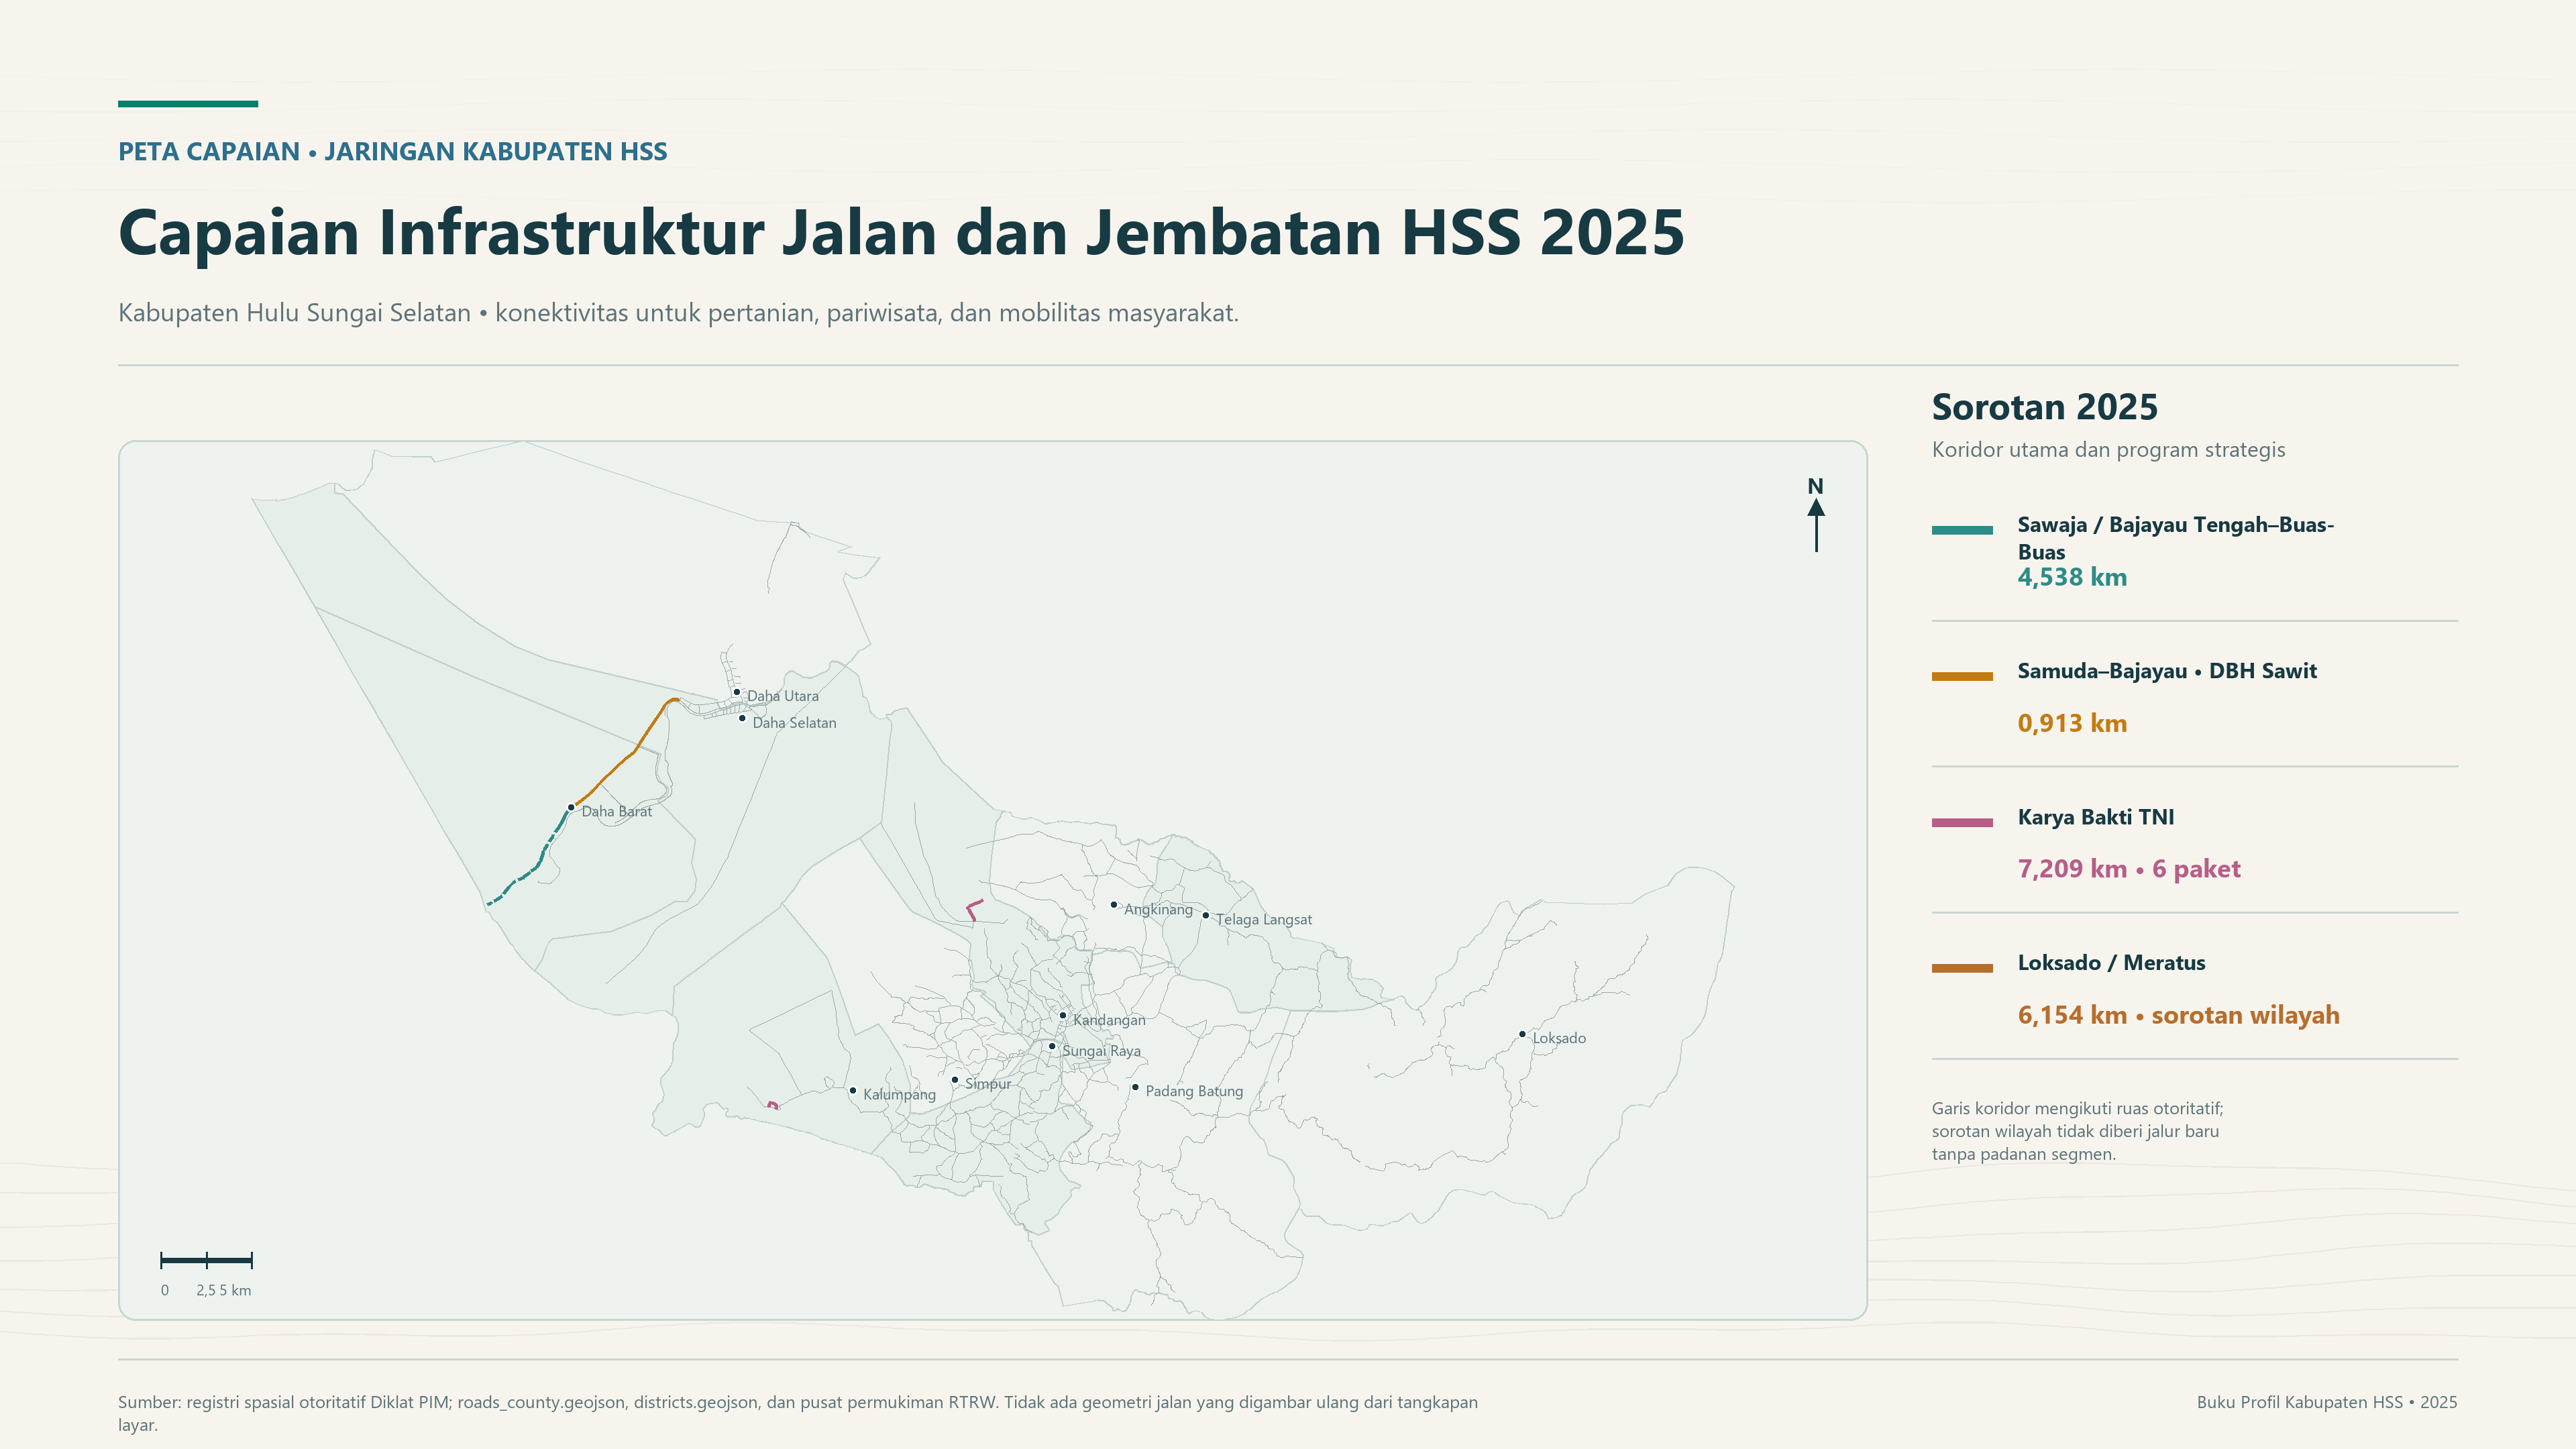 PETA CAPAIAN • JARINGAN KABUPATEN HSS
Capaian Infrastruktur Jalan dan Jembatan HSS 2025
Kabupaten Hulu Sungai Selatan • konektivitas untuk pertanian, pariwisata, dan mobilitas masyarakat.
N
Daha Utara
Daha Selatan
Daha Barat
Angkinang
Telaga Langsat
Kandangan
Sungai Raya
Loksado
Simpur
Kalumpang
Padang Batung
0 2,5 5 km
Sorotan 2025
Koridor utama dan program strategis
Sawaja / Bajayau Tengah–Buas-
Buas
4,538 km
Samuda–Bajayau • DBH Sawit
0,913 km
Karya Bakti TNI
7,209 km • 6 paket
Loksado / Meratus
6,154 km • sorotan wilayah
Garis koridor mengikuti ruas otoritatif;
sorotan wilayah tidak diberi jalur baru
tanpa padanan segmen.
Sumber: registri spasial otoritatif Diklat PIM; roads_county.geojson, districts.geojson, dan pusat permukiman RTRW. Tidak ada geometri jalan yang digambar ulang dari tangkapan
layar.
Buku Profil Kabupaten HSS • 2025